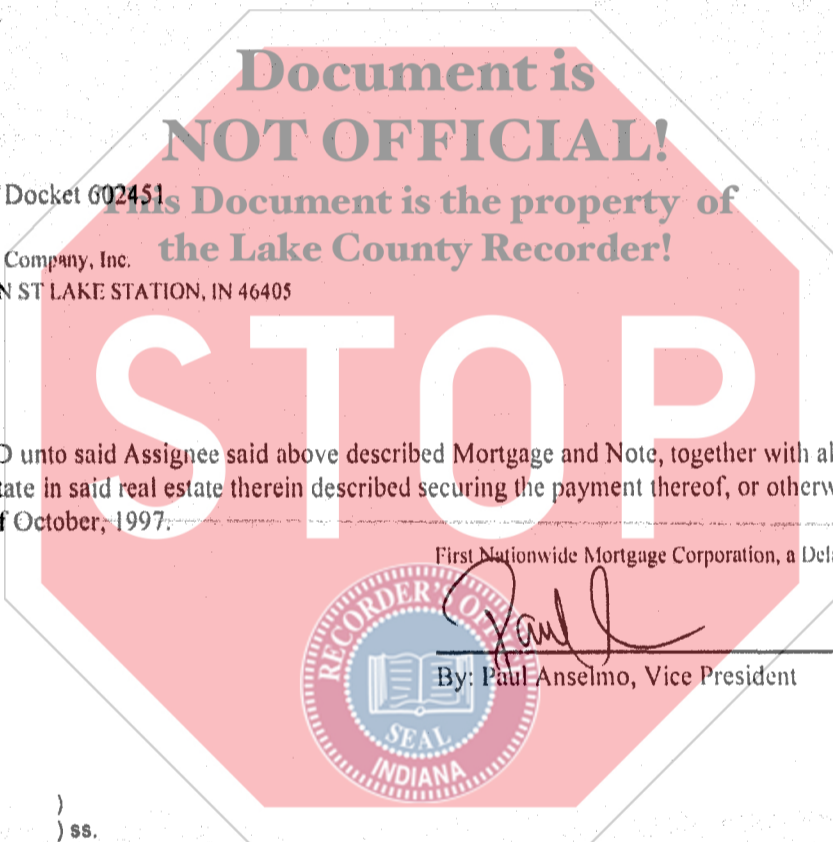 Document is
NOT OFFICIAL!
Docket 602451
This Document is the property of
the Lake County Recorder!
Company, Inc.
N ST LAKE STATION, IN 46405
STOP
D unto said Assignee said above described Mortgage and Note, together with al
tate in said real estate therein described securing the payment thereof, or otherw
f October, 1997.
First Nationwide Mortgage Corporation, a Del
Paul
By: Paul Anselmo, Vice President
RECORDER'S OFFICE
SEAL
INDIANA
)
) ss.